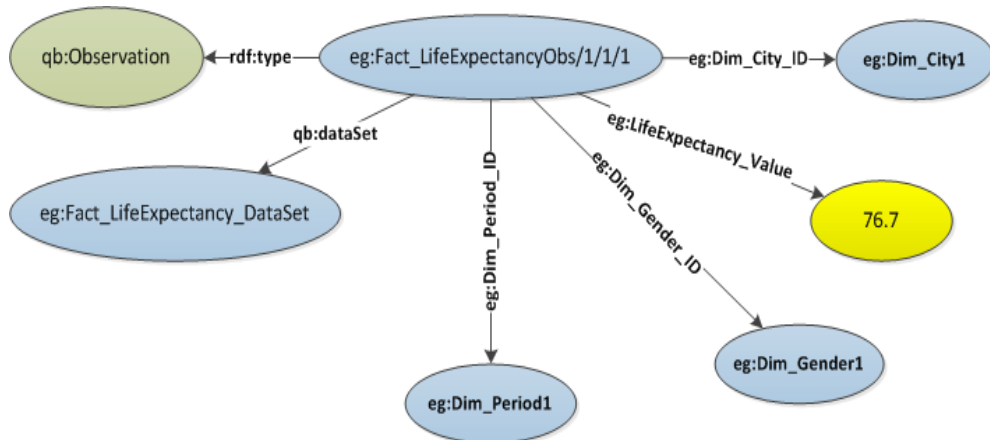 qb:Observation
rdf:type
eg:Fact_LifeExpectancyObs/1/1/1
eg:Dim_City_ID
eg:Dim_City1
qb:dataSet
eg:LifeExpectancy_Value
eg:Fact_LifeExpectancy_DataSet
eg:Dim_Period_ID
eg:Dim_Gender_ID
76.7
eg:Dim_Gender1
eg:Dim_Period1